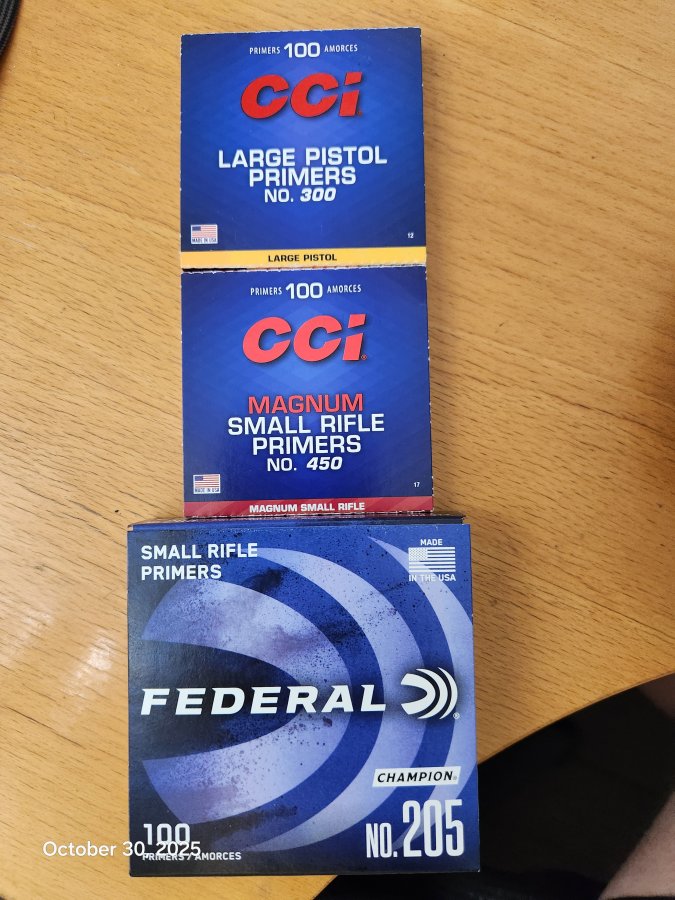 PRIMERS 100 AMORCES
CCI
LARGE PISTOL
PRIMERS
NO. 300
MADE IN USA
12
LARGE PISTOL
PRIMERS 100 AMORCES
CCI®
MAGNUM
SMALL RIFLE
PRIMERS
NO. 450
MADE IN USA
17
MAGNUM SMALL RIFLE
SMALL RIFLE
PRIMERS
MADE
IN THE USA
FEDERAL®
CHAMPION®
NO. 205
100
PRIMERS / AMORCES
October 30, 2025